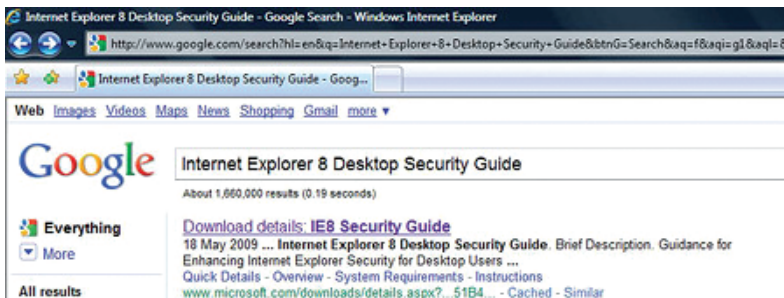 Internet Explorer 8 Desktop Security Guide - Google Search - Windows Internet Explorer
http://www.google.com/search?hl=en&q=Internet+Explorer+8+Desktop+Security+Guide&btnG=Search&aq=f&aqi=g1&aql=&
Internet Explorer 8 Desktop Security Guide - Goog...
Web Images Videos Maps News Shopping Gmail more ▼
Google
Internet Explorer 8 Desktop Security Guide
About 1,660,000 results (0.19 seconds)
Everything
More
All results
Download details: IE8 Security Guide
18 May 2009 ... Internet Explorer 8 Desktop Security Guide. Brief Description. Guidance for
Enhancing Internet Explorer Security for Desktop Users ...
Quick Details - Overview - System Requirements - Instructions
www.microsoft.com/downloads/details.aspx?...51B4... - Cached - Similar